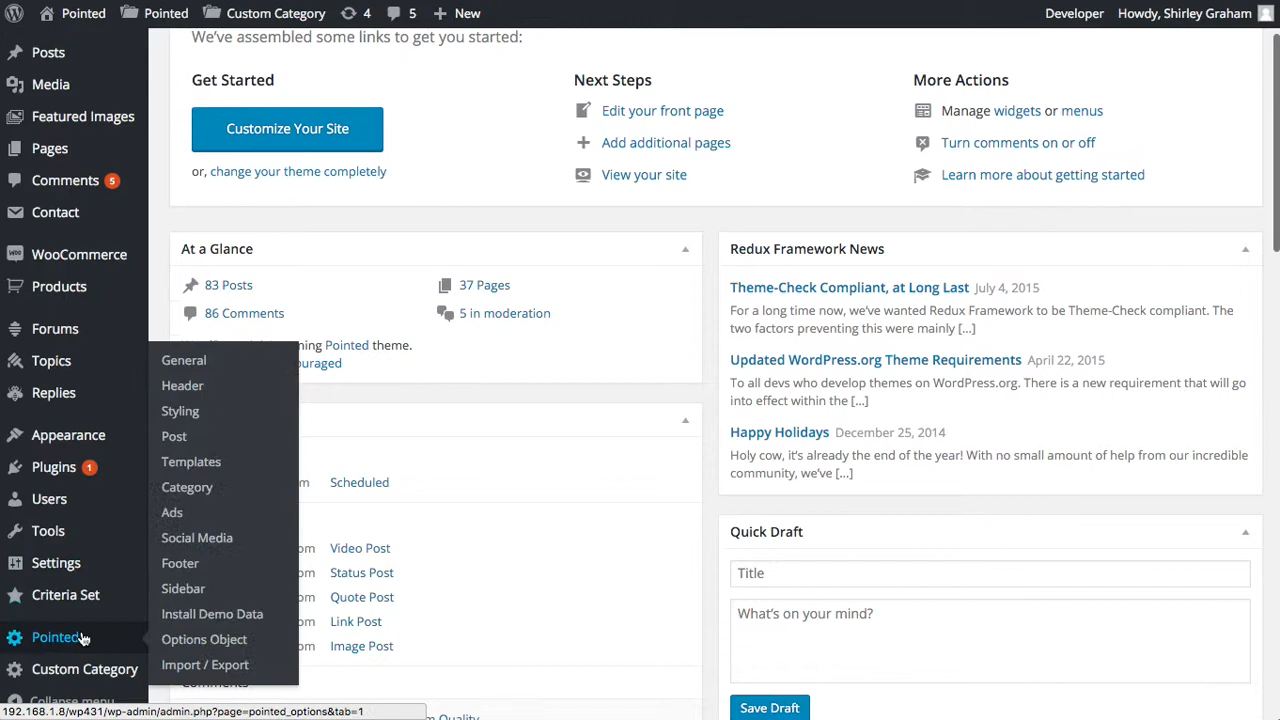 Pointed
Pointed
Custom Category
4
5
New
Developer
Howdy, Shirley Graham
Posts
Media
Featured Images
Pages
Comments 5
Contact
WooCommerce
Products
Forums
Topics
Replies
Appearance
Plugins 1
Users
Tools
Settings
Criteria Set
Pointed
Custom Category
Collapse menu
General
Header
Styling
Post
Templates
Category
Ads
Social Media
Footer
Sidebar
Install Demo Data
Options Object
Import / Export
We've assembled some links to get you started:
Get Started
Customize Your Site
or, change your theme completely
Next Steps
Edit your front page
Add additional pages
View your site
More Actions
Manage widgets or menus
Turn comments on or off
Learn more about getting started
At a Glance
83 Posts
37 Pages
86 Comments
5 in moderation
Pointed theme.
Scheduled
Video Post
Status Post
Quote Post
Link Post
Image Post
Comments
Quality
Redux Framework News
Theme-Check Compliant, at Long Last July 4, 2015
For a long time now, we've wanted Redux Framework to be Theme-Check compliant. The
two factors preventing this were mainly [...]
Updated WordPress.org Theme Requirements April 22, 2015
To all devs who develop themes on WordPress.org. There is a new requirement that will go
into effect within the [...]
Happy Holidays December 25, 2014
Holy cow, it's already the end of the year! With no small amount of help from our incredible
community, we've [...]
Quick Draft
Title
What's on your mind?
Save Draft
192.168.1.8/wp431/wp-admin/admin.php?page=pointed_options&tab=1